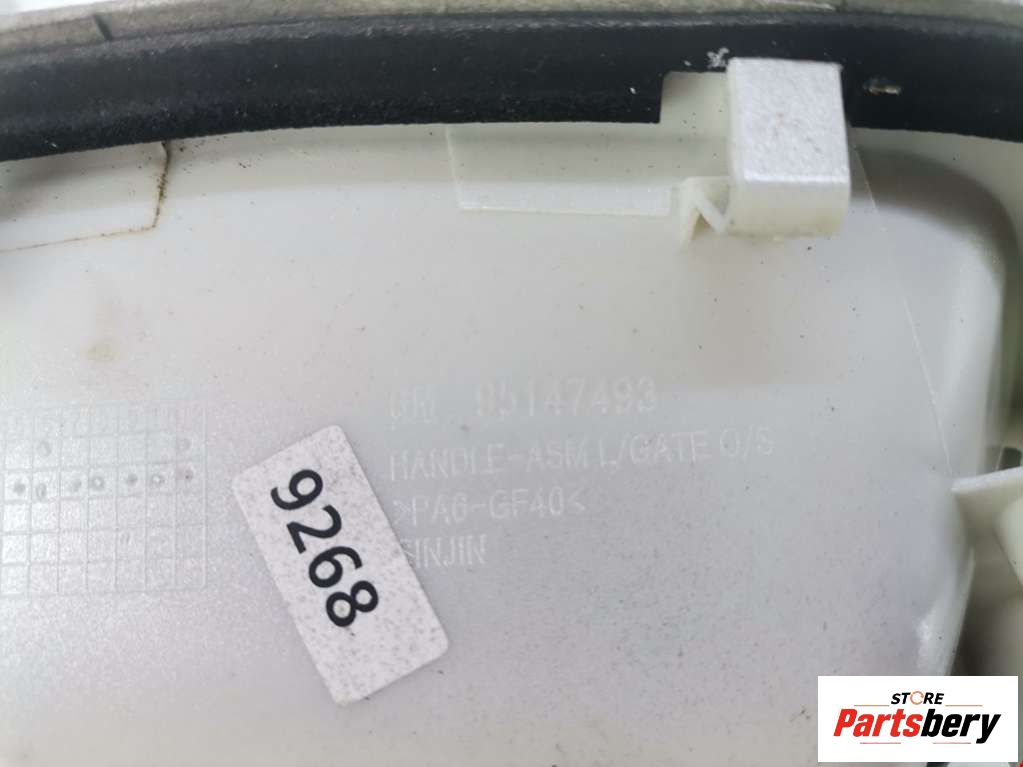 GM 95147493
HANDLE-ASM L/GATE O/S
>PA6-GF40<
SINJIN
9268
STORE
Partsbery